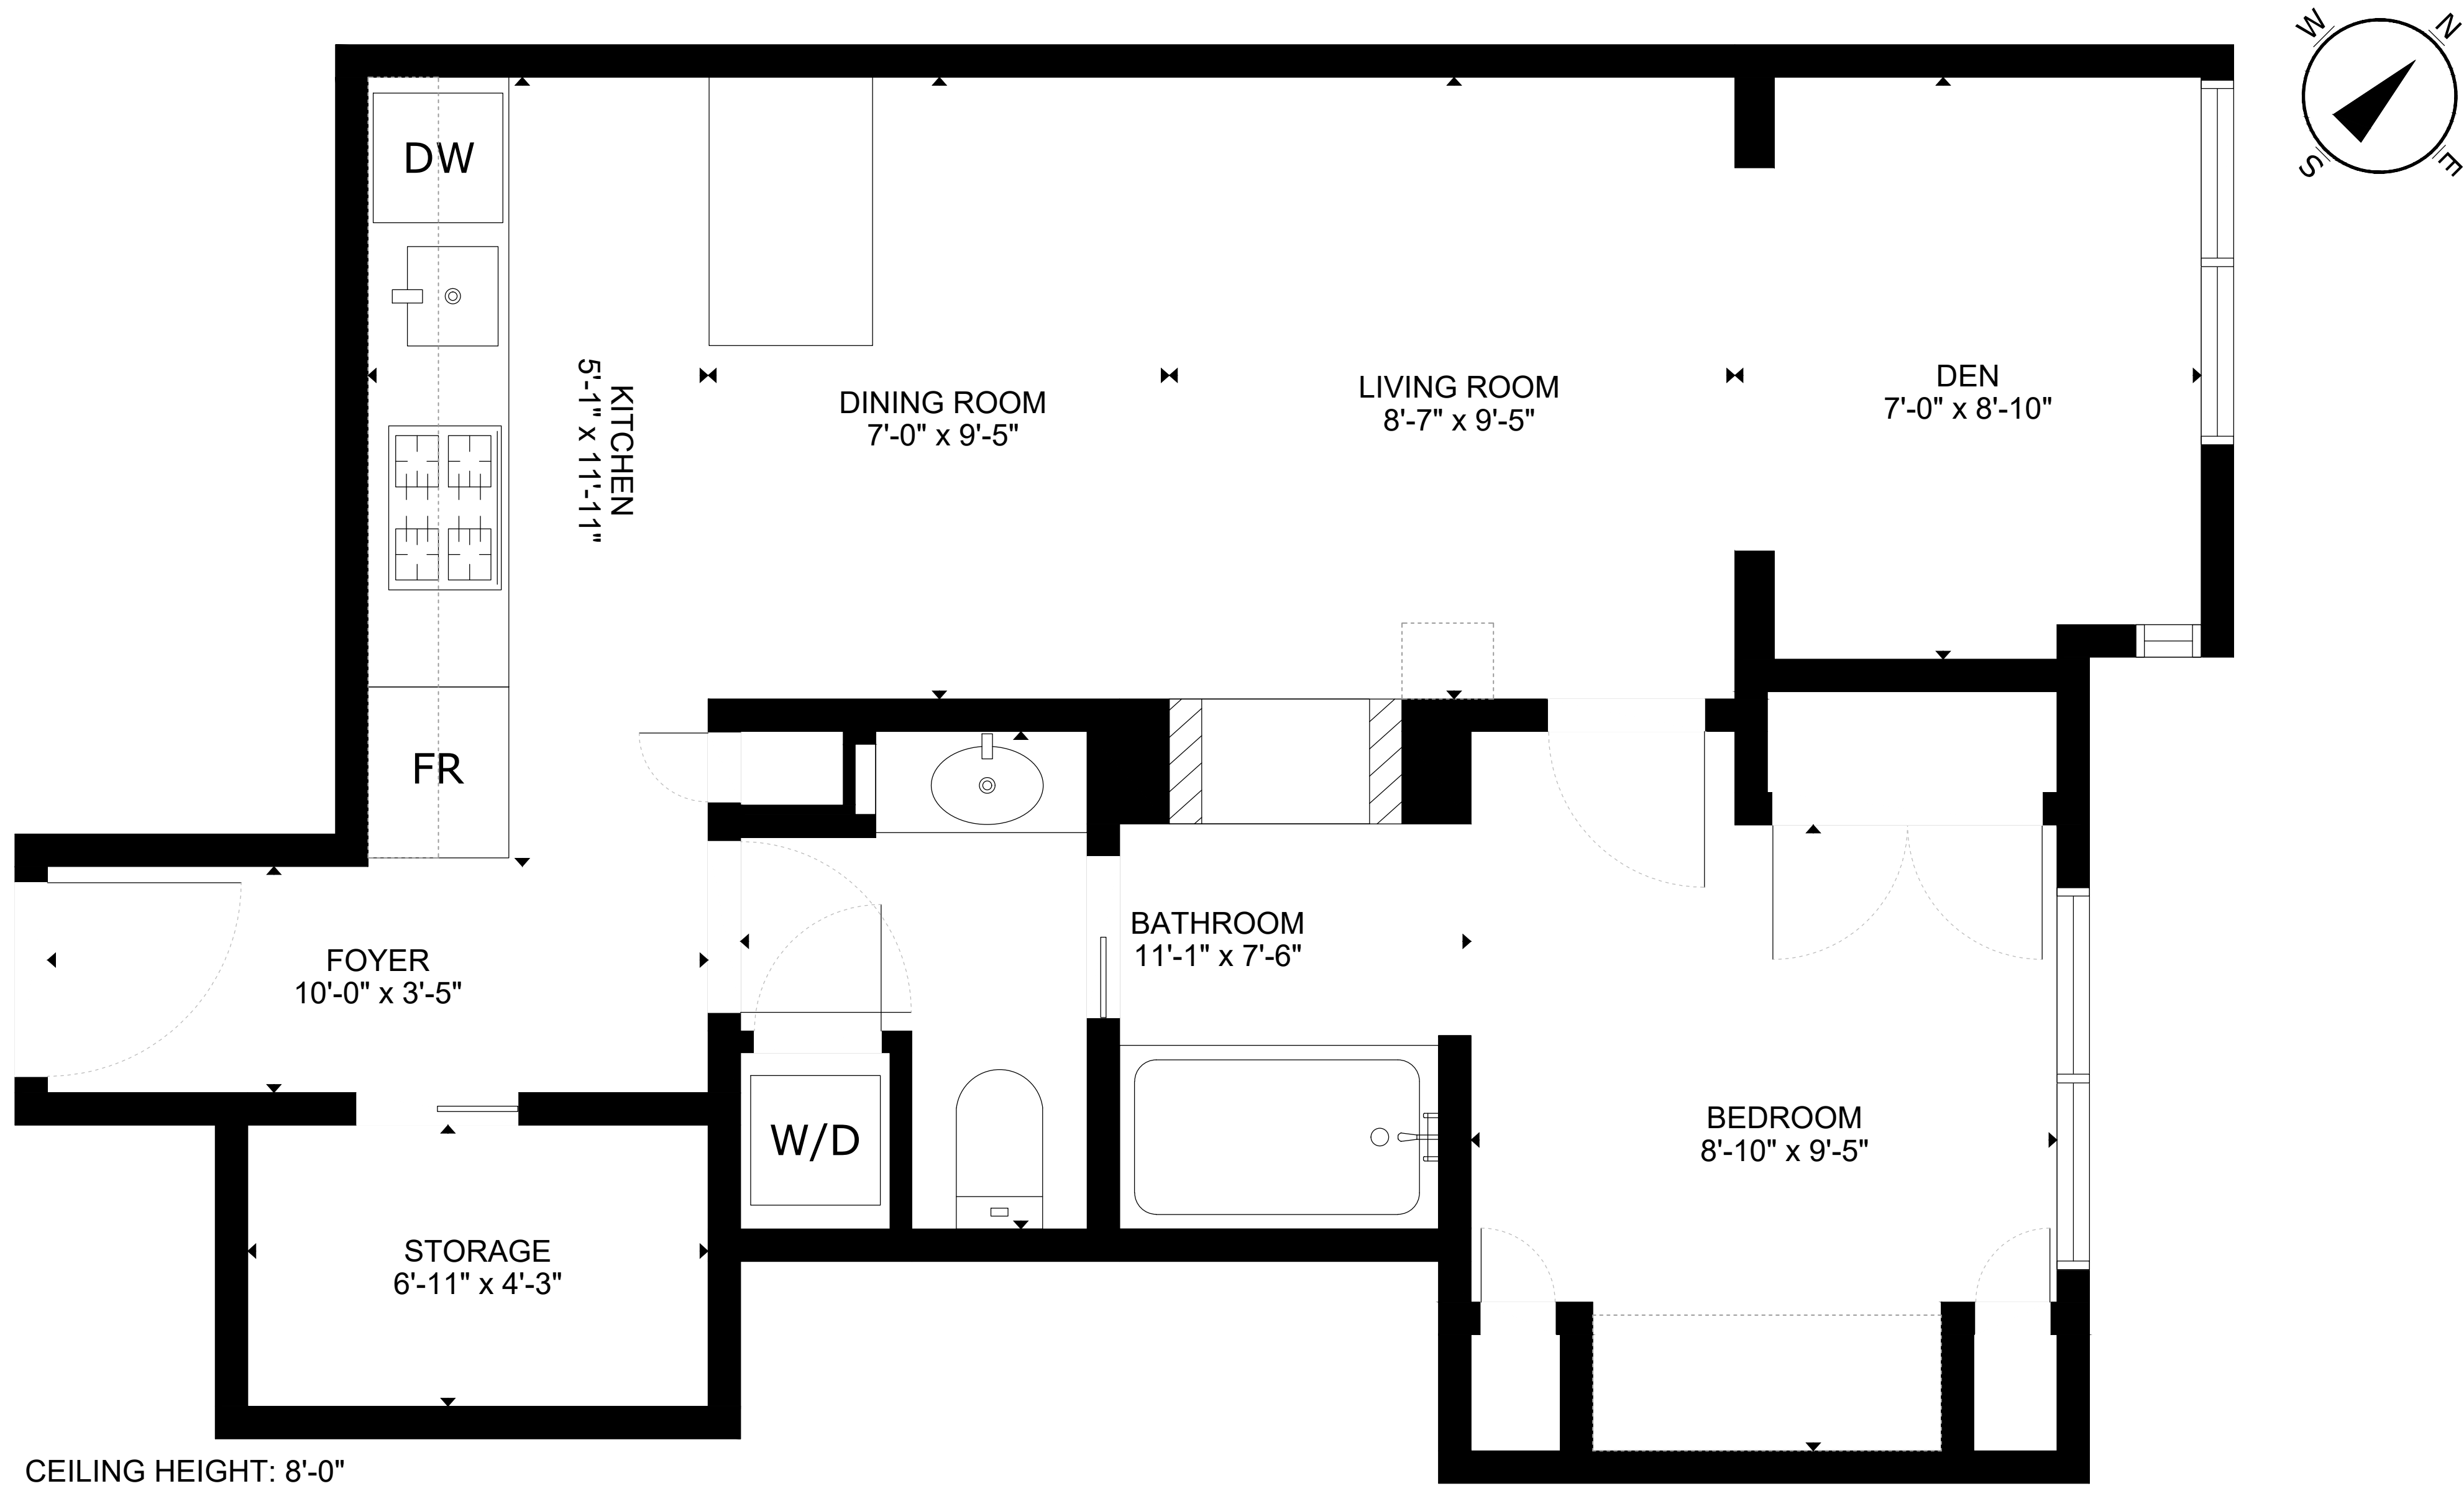 W
N
S
E
DW
KITCHEN
5'-1" x 11'-11"
DINING ROOM
7'-0" x 9'-5"
LIVING ROOM
8'-7" x 9'-5"
DEN
7'-0" x 8'-10"
FR
FOYER
10'-0" x 3'-5"
BATHROOM
11'-1" x 7'-6"
W/D
BEDROOM
8'-10" x 9'-5"
STORAGE
6'-11" x 4'-3"
CEILING HEIGHT: 8'-0"